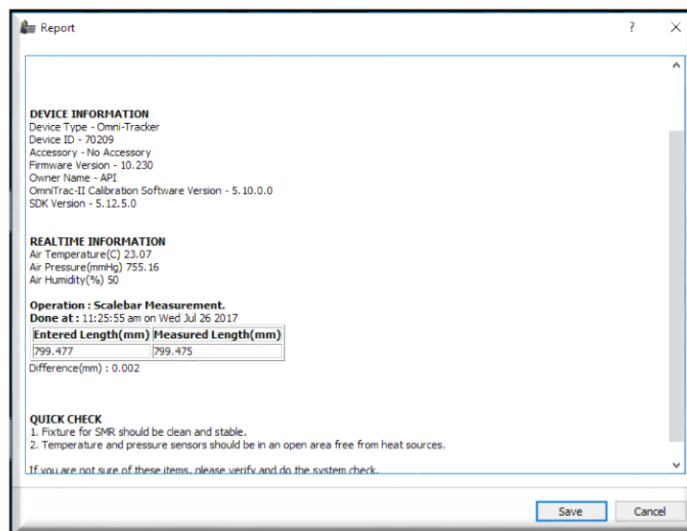 Report
DEVICE INFORMATION
Device Type - Omni-Tracker
Device ID - 70209
Accessory - No Accessory
Firmware Version - 10.230
Owner Name - API
OmniTrac-II Calibration Software Version - 5.10.0.0
SDK Version - 5.12.5.0
REALTIME INFORMATION
Air Temperature(C) 23.07
Air Pressure(mmHg) 755.16
Air Humidity(%) 50
Operation : Scalebar Measurement.
Done at : 11:25:55 am on Wed Jul 26 2017
Entered Length(mm) Measured Length(mm)
799.477 799.475
Difference(mm) : 0.002
QUICK CHECK
1. Fixture for SMR should be clean and stable.
2. Temperature and pressure sensors should be in an open area free from heat sources.
If you are not sure of these items, please verify and do the system check.
Save Cancel